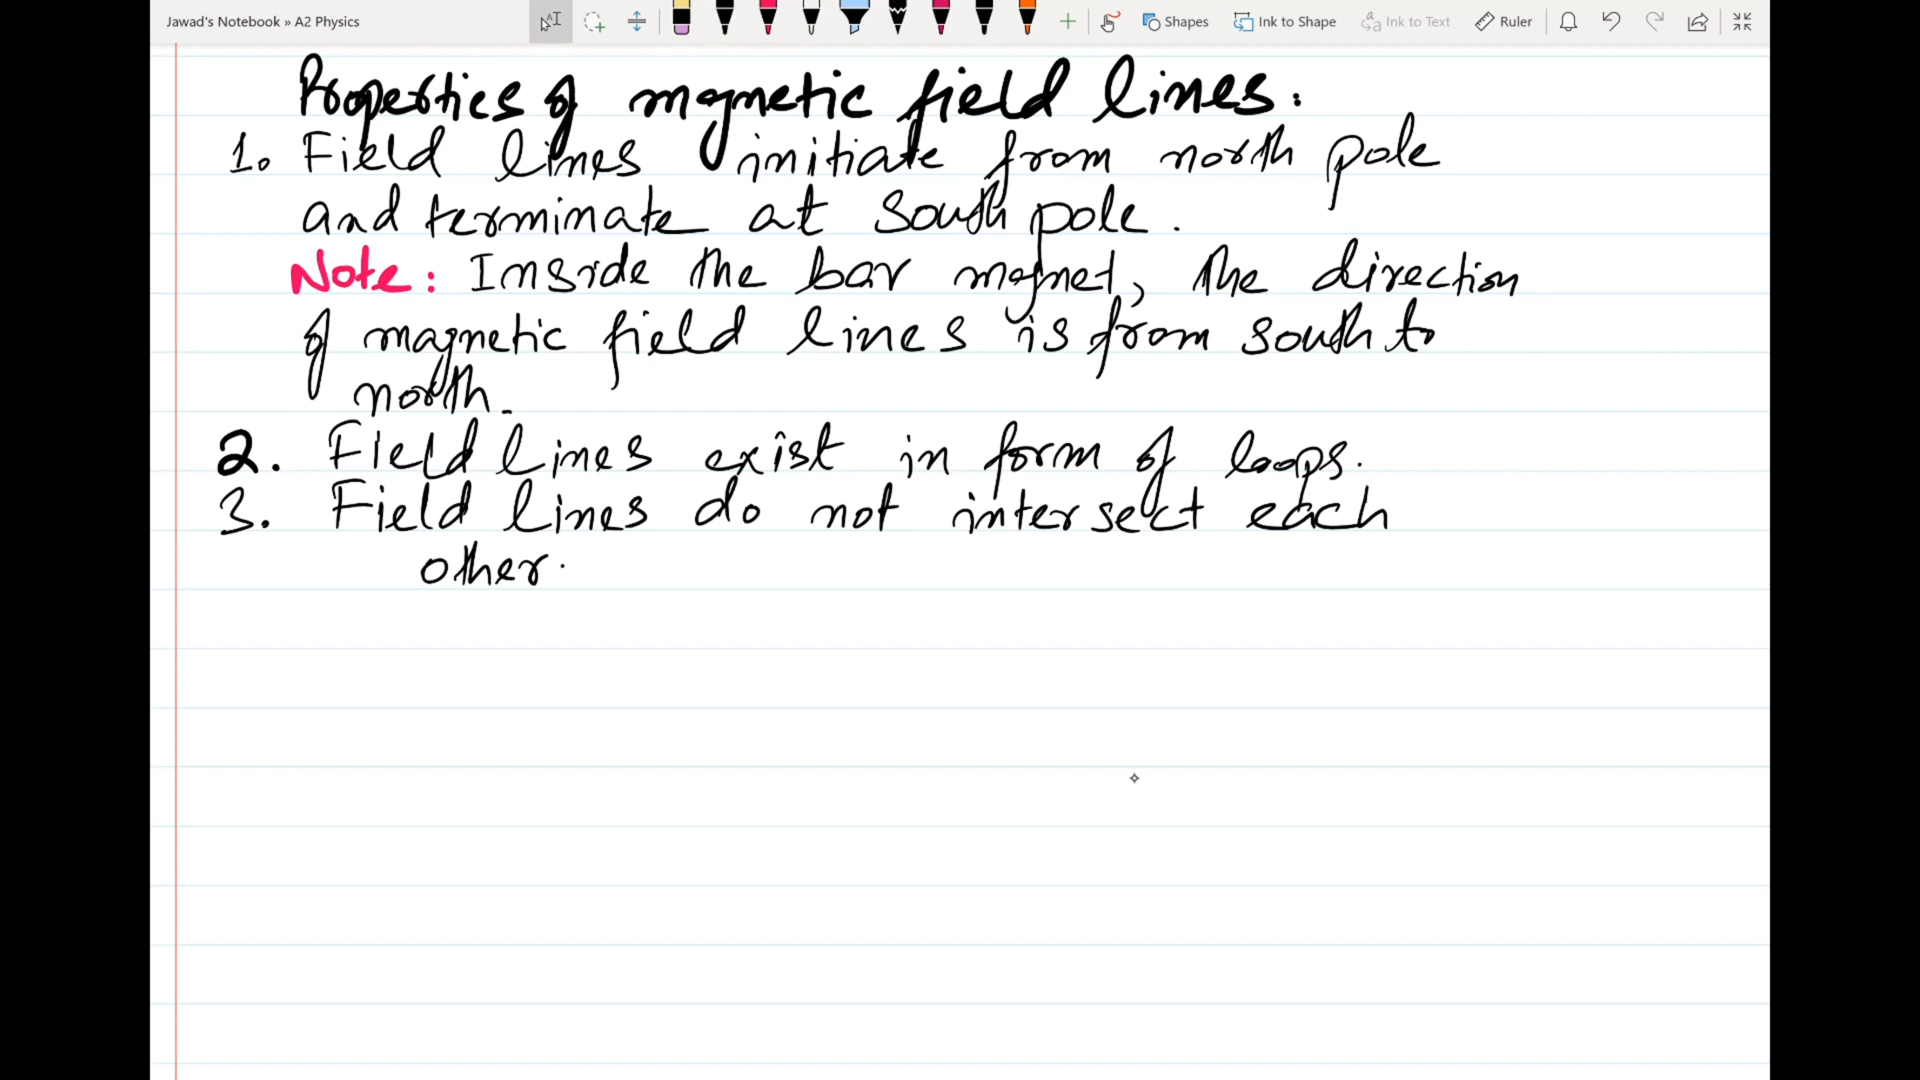 Jawad's Notebook » A2 Physics
Shapes
Ink to Shape
Ink to Text
Ruler
Properties of magnetic field lines:
1. Field lines initiate from north pole
and terminate at south pole.
Note: Inside the bar magnet, the direction
of magnetic field lines is from south to
north.
2. Field lines exist in form of loops.
3. Field lines do not intersect each
other.